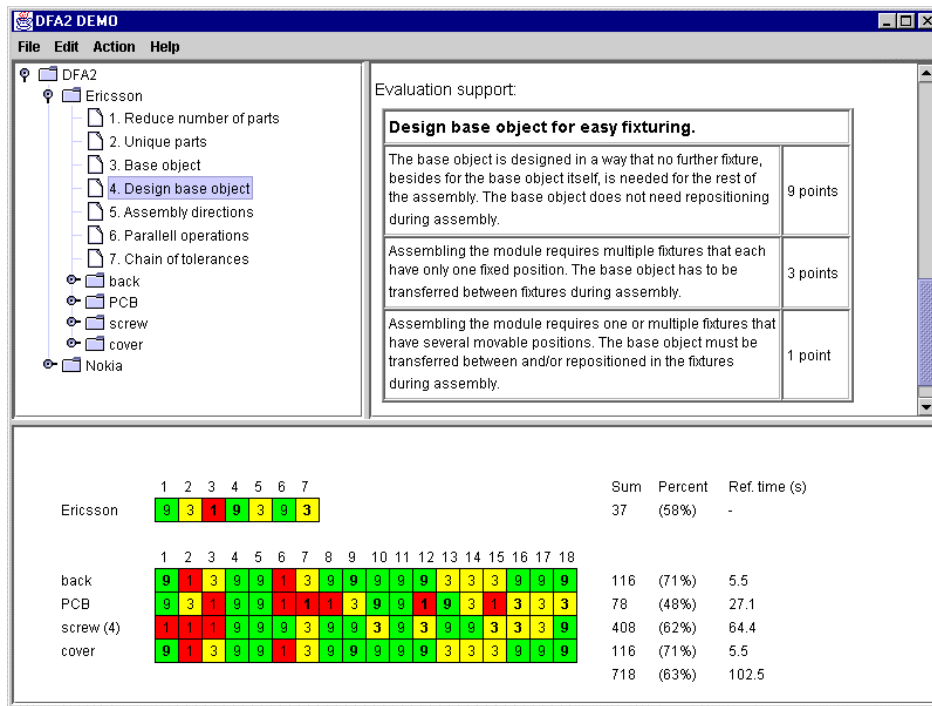 DFA2 DEMO
File Edit Action Help
DFA2
Ericsson
1. Reduce number of parts
2. Unique parts
3. Base object
4. Design base object
5. Assembly directions
6. Parallell operations
7. Chain of tolerances
back
PCB
screw
cover
Nokia
Evaluation support:
Design base object for easy fixturing.
The base object is designed in a way that no further fixture,
besides for the base object itself, is needed for the rest of
the assembly. The base object does not need repositioning
during assembly.
9 points
Assembling the module requires multiple fixtures that each
have only one fixed position. The base object has to be
transferred between fixtures during assembly.
3 points
Assembling the module requires one or multiple fixtures that
have several movable positions. The base object must be
transferred between and/or repositioned in the fixtures
during assembly.
1 point
1 2 3 4 5 6 7 Sum Percent Ref. time (s)
Ericsson 9 3 1 9 3 9 3 37 (58%) -
1 2 3 4 5 6 7 8 9 10 11 12 13 14 15 16 17 18
back 9 1 3 9 9 1 3 9 9 9 9 9 3 3 3 9 9 9 116 (71%) 5.5
PCB 9 3 1 9 9 1 1 1 3 9 9 1 9 3 1 3 3 3 78 (48%) 27.1
screw (4) 1 1 1 9 9 9 3 9 9 3 9 3 9 9 3 3 3 9 408 (62%) 64.4
cover 9 1 3 9 9 1 3 9 9 9 9 9 3 3 3 9 9 9 116 (71%) 5.5
718 (63%) 102.5